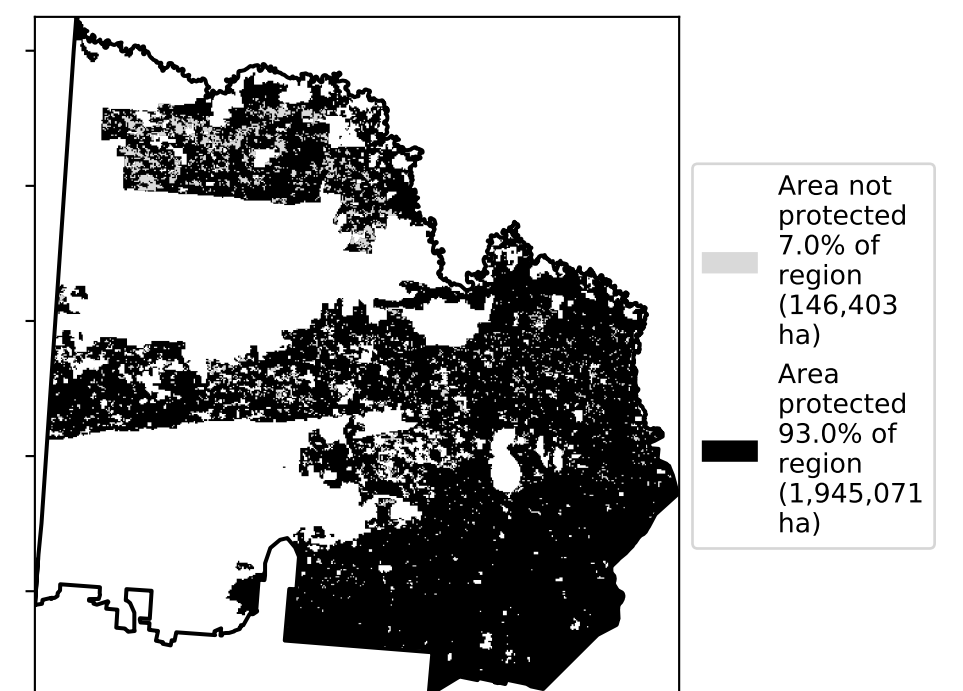 Area not
protected
7.0% of
region
(146,403
ha)
Area
protected
93.0% of
region
(1,945,071
ha)